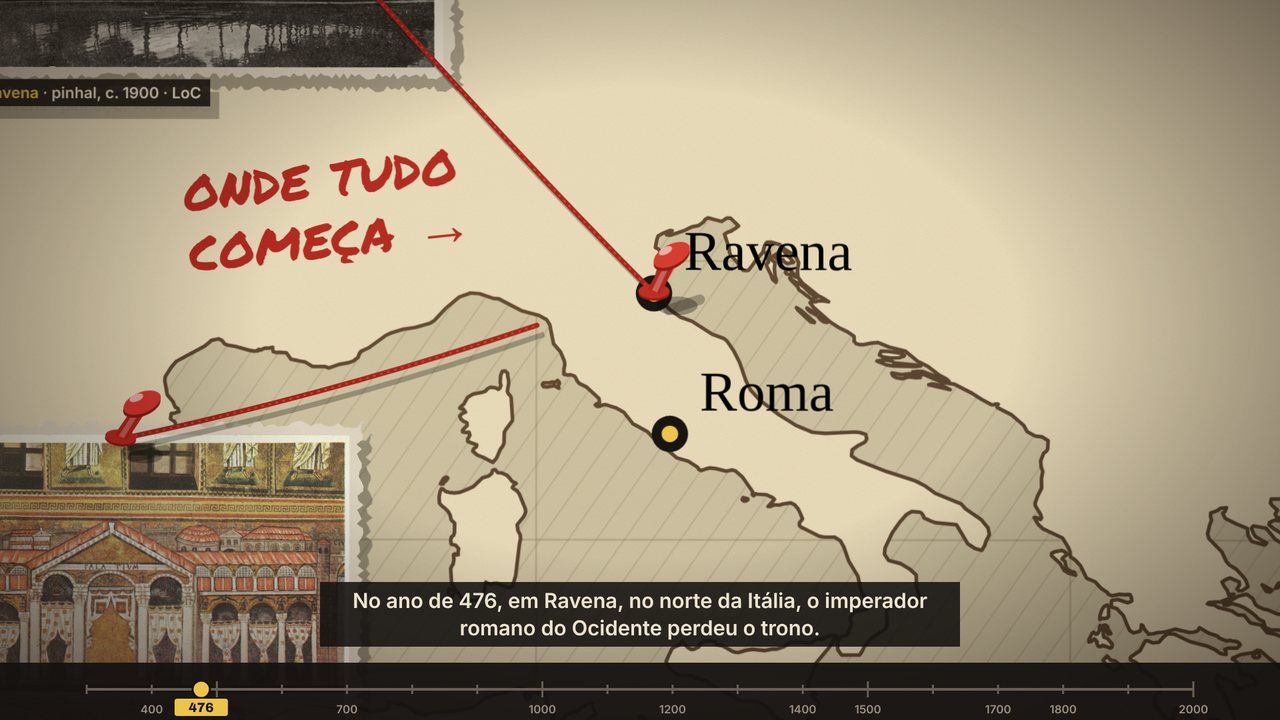 avena · pinhal, c. 1900 · LoC
ONDE TUDO
COMEÇA →
Ravena
Roma
No ano de 476, em Ravena, no norte da Itália, o imperador
romano do Ocidente perdeu o trono.
400 476 700 1000 1200 1400 1500 1700 1800 2000